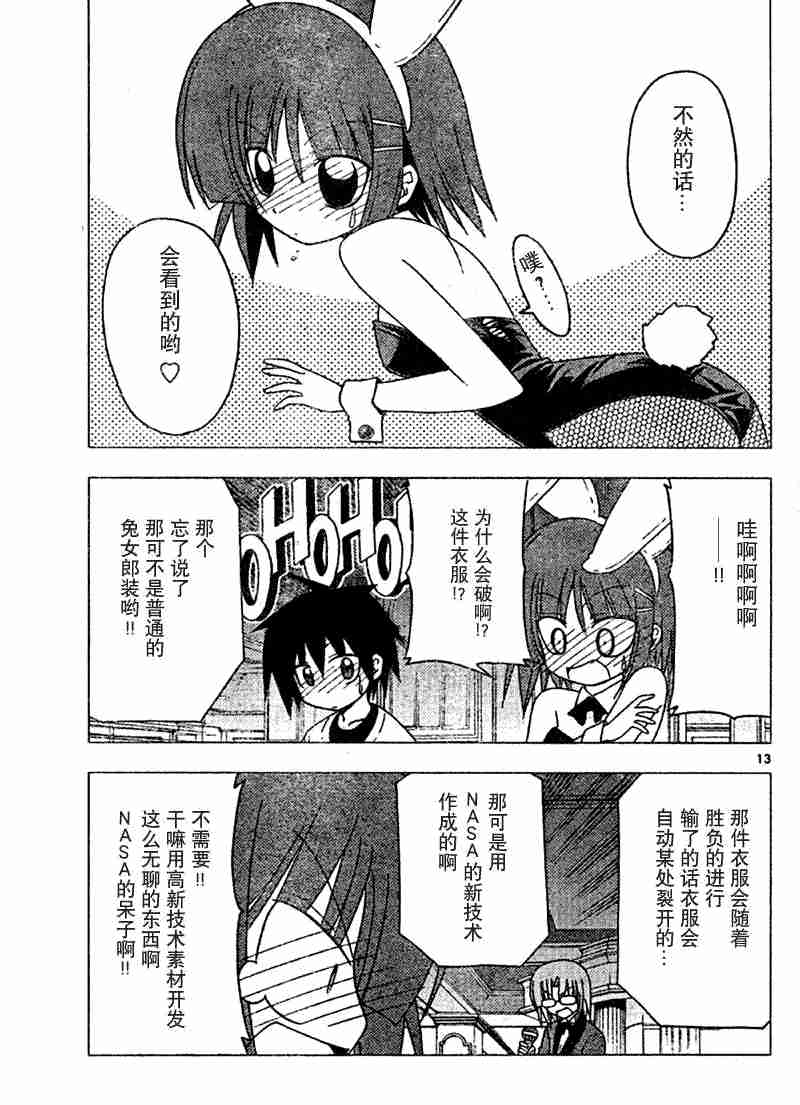 不然的话…
噗?……
会看到的哟♡
哇啊啊啊啊
——!!
为什么会破啊!?
这件衣服!?
OHOHOHO
那个
忘了说了
那可不是普通的
兔女郎装哟!!
13
那件衣服会随着
胜负的进行
输了的话衣服会
自动某处裂开的…
那可是用
NASA的新技术
作成的啊
不需要!!
干嘛用高新技术素材开发
这么无聊的东西啊
NASA的呆子啊!!